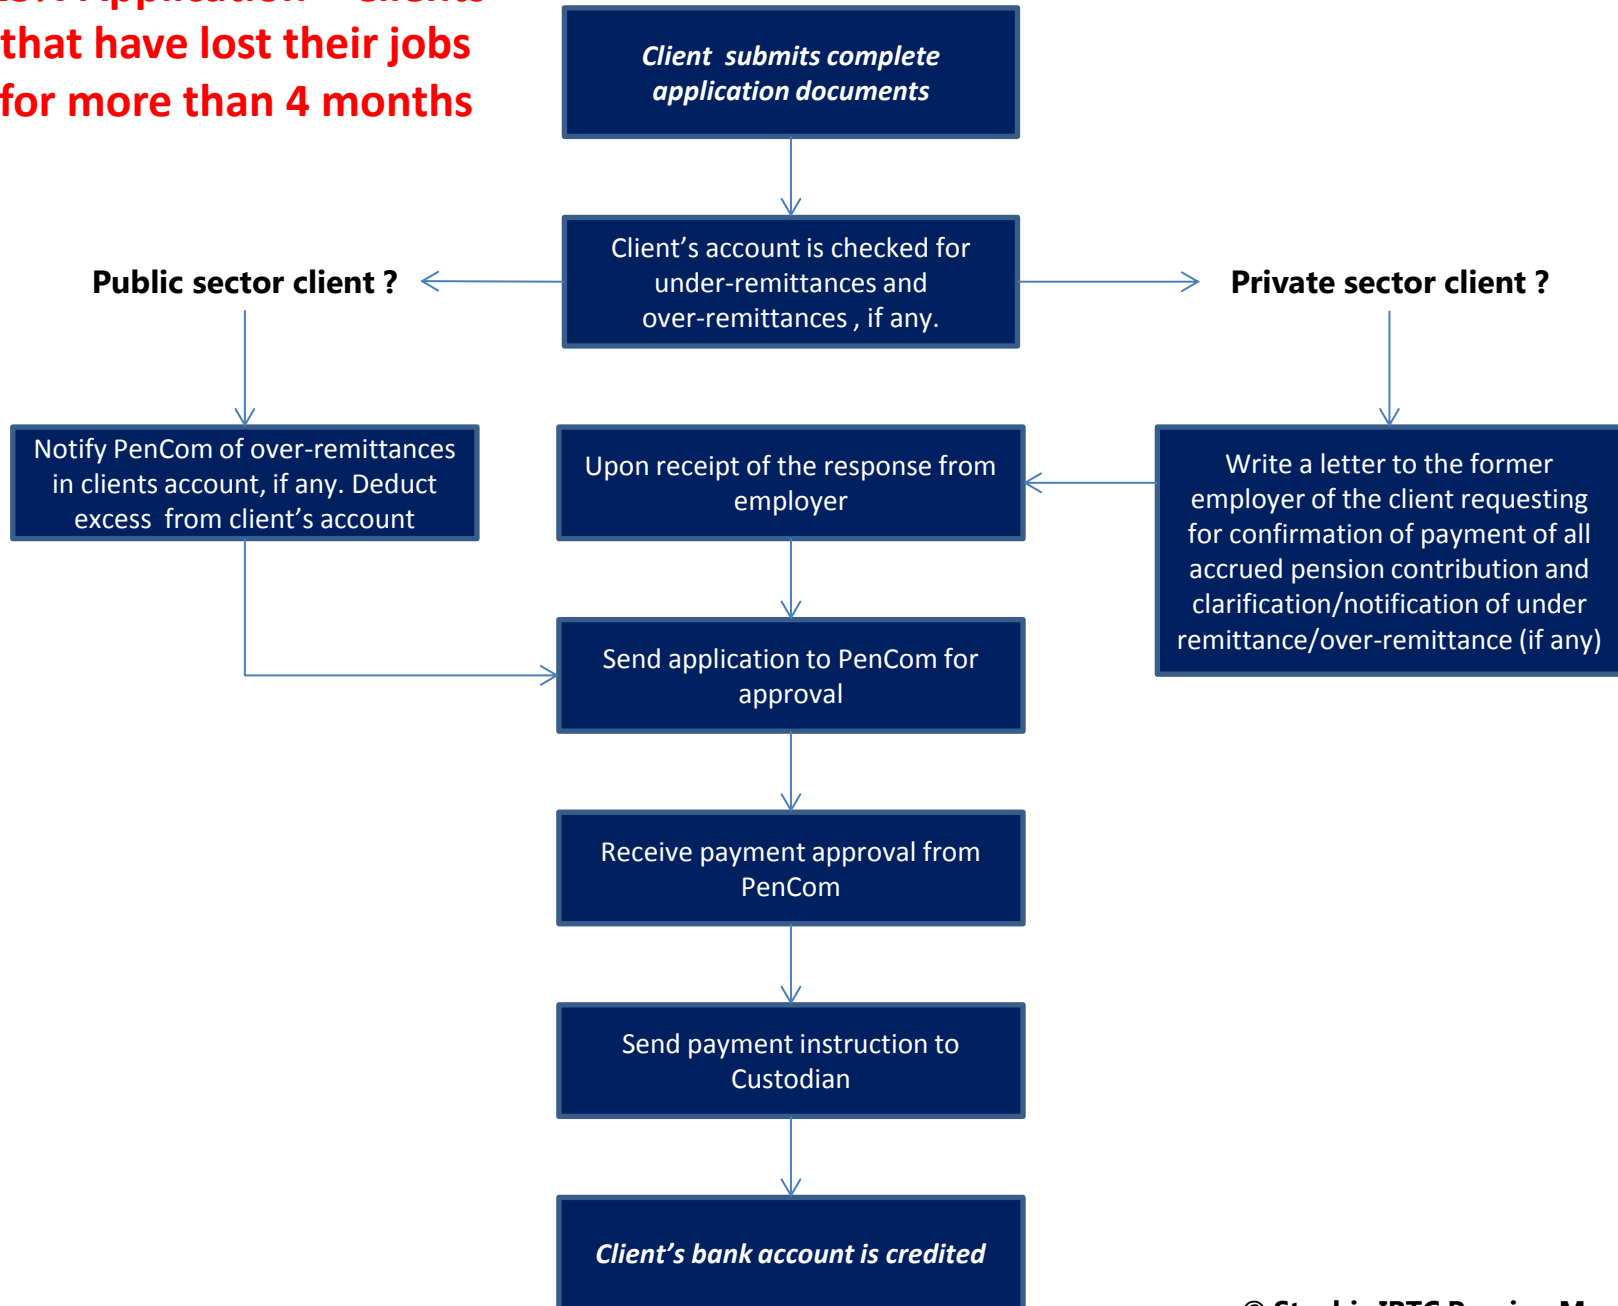 Application
Clients
that have lost their jobs
for more than 4 months
Client submits complete
application documents
Client's account is checked for
under-remittances and
over-remittances , if any.
Public sector client ?
Private sector client ?
Notify PenCom of over-remittances
in clients account, if any. Deduct
excess from client's account
Upon receipt of the response from
employer
Write a letter to the former
employer of the client requesting
for confirmation of payment of all
accrued pension contribution and
clarification/notification of under
remittance/over-remittance (if any)
Send application to PenCom for
approval
Receive payment approval from
PenCom
Send payment instruction to
Custodian
Client's bank account is credited